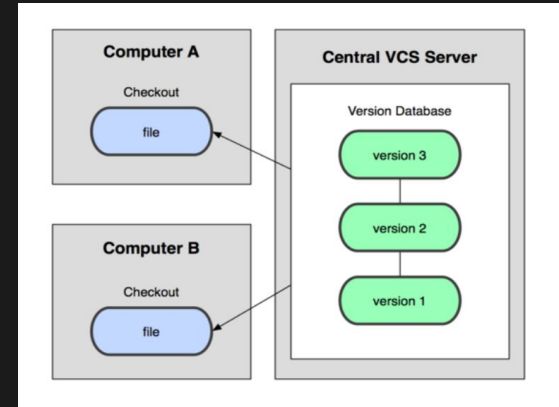 Computer A
Checkout
file
Computer B
Checkout
file
Central VCS Server
Version Database
version 3
version 2
version 1